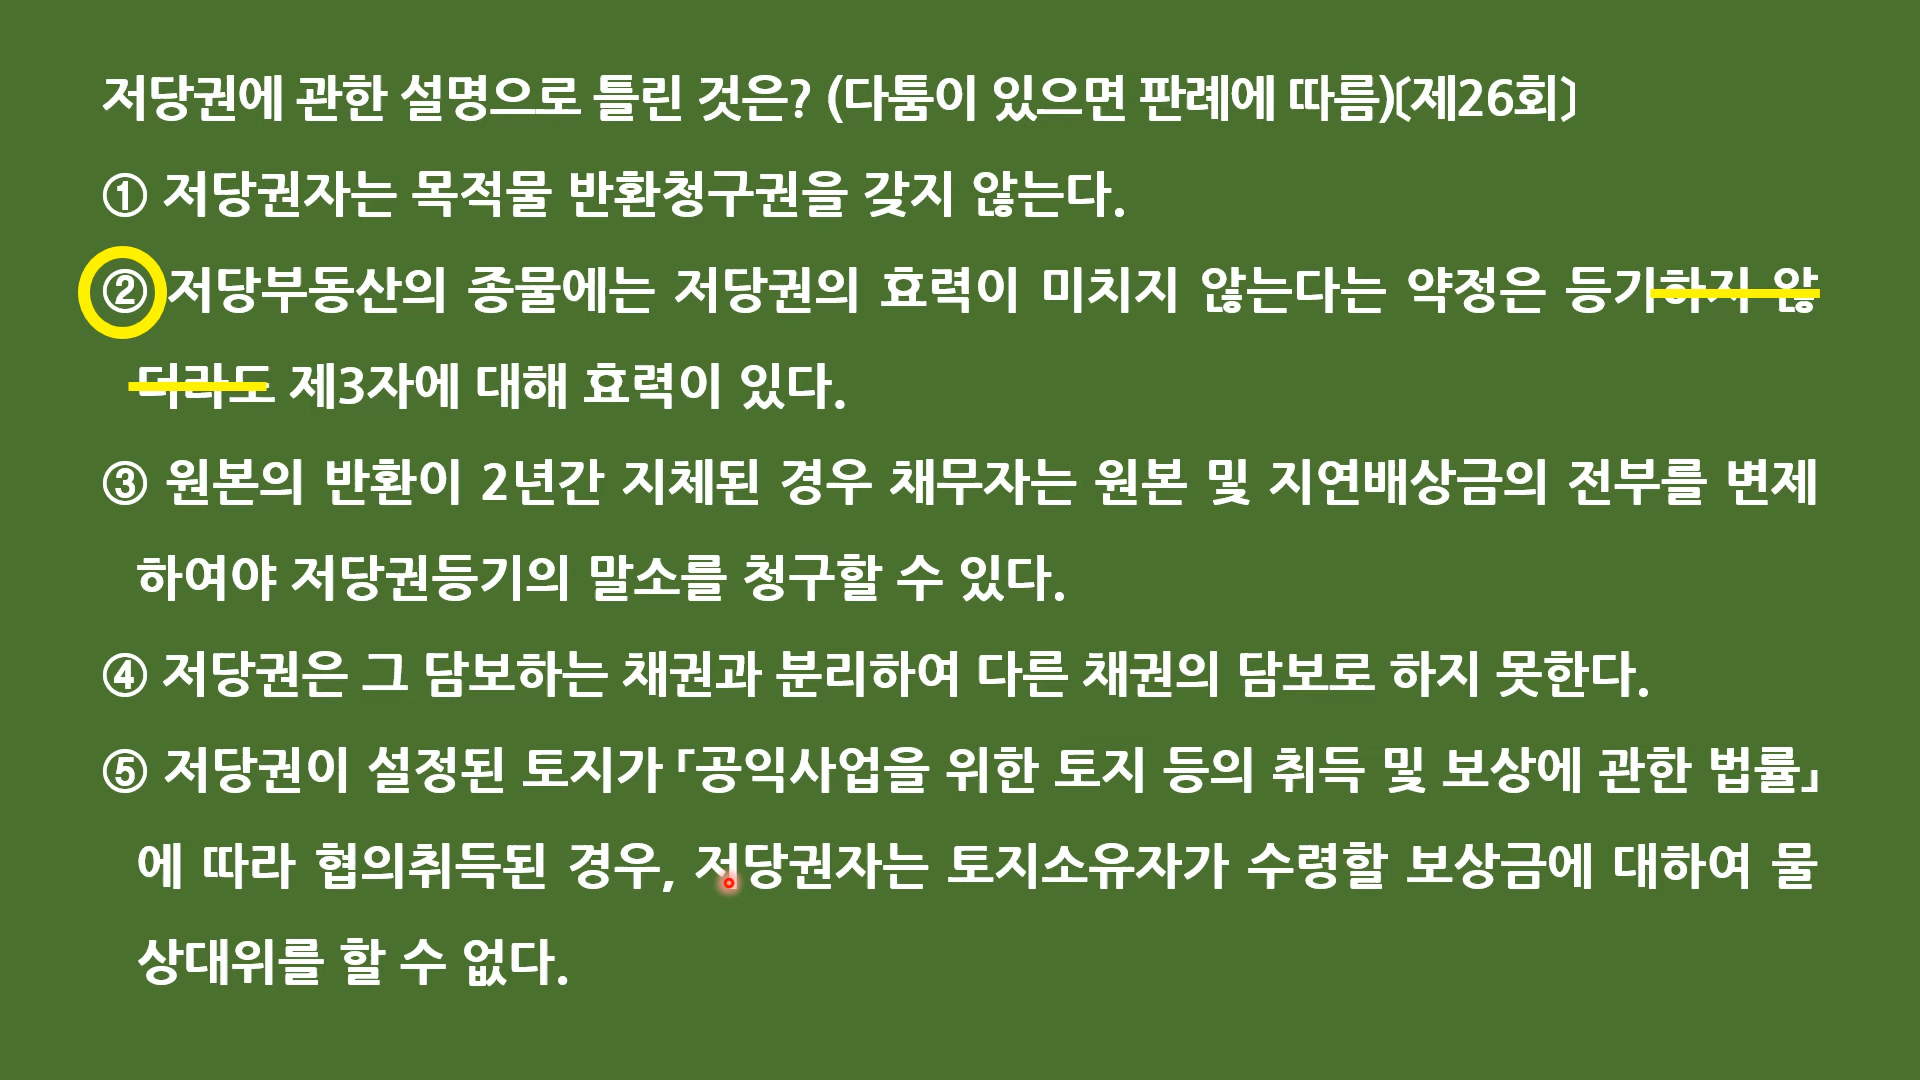 저당권에 관한 설명으로 틀린 것은? (다툼이 있으면 판례에 따름)〔제26회〕
① 저당권자는 목적물 반환청구권을 갖지 않는다.
② 저당부동산의 종물에는 저당권의 효력이 미치지 않는다는 약정은 등기하지 않
더라도 제3자에 대해 효력이 있다.
③ 원본의 반환이 2년간 지체된 경우 채무자는 원본 및 지연배상금의 전부를 변제
하여야 저당권등기의 말소를 청구할 수 있다.
④ 저당권은 그 담보하는 채권과 분리하여 다른 채권의 담보로 하지 못한다.
⑤ 저당권이 설정된 토지가 「공익사업을 위한 토지 등의 취득 및 보상에 관한 법률」
에 따라 협의취득된 경우, 저당권자는 토지소유자가 수령할 보상금에 대하여 물
상대위를 할 수 없다.